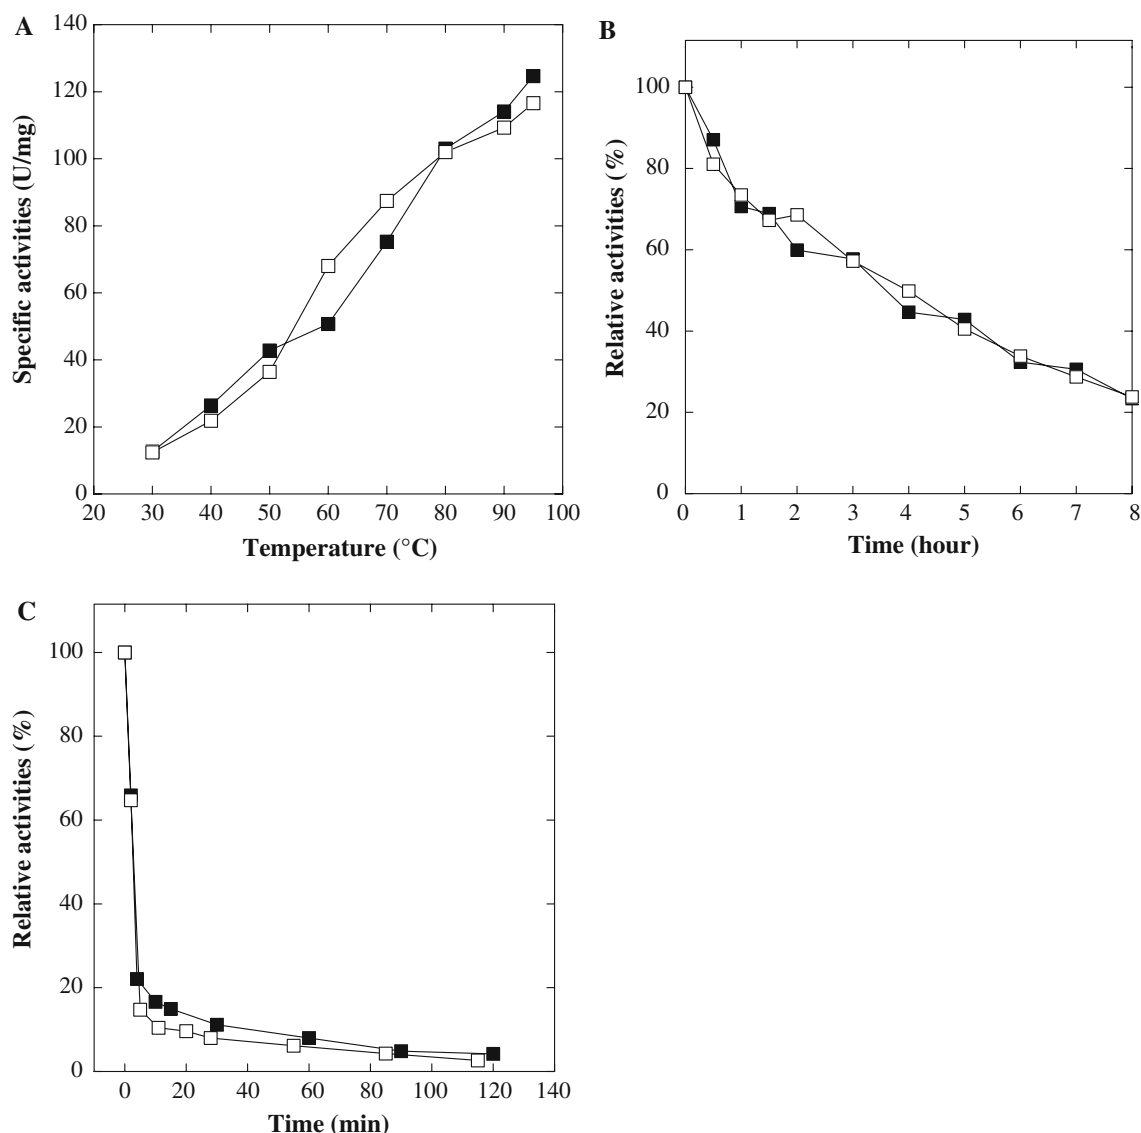 A
140
120
100
80
60
40
20
0
20 30 40 50 60 70 80 90 100
Temperature (°C)
Specific activities (U/mg)
B
100
80
60
40
20
0
0 1 2 3 4 5 6 7 8
Time (hour)
Relative activities (%)
C
100
80
60
40
20
0
0 20 40 60 80 100 120 140
Time (min)
Relative activities (%)